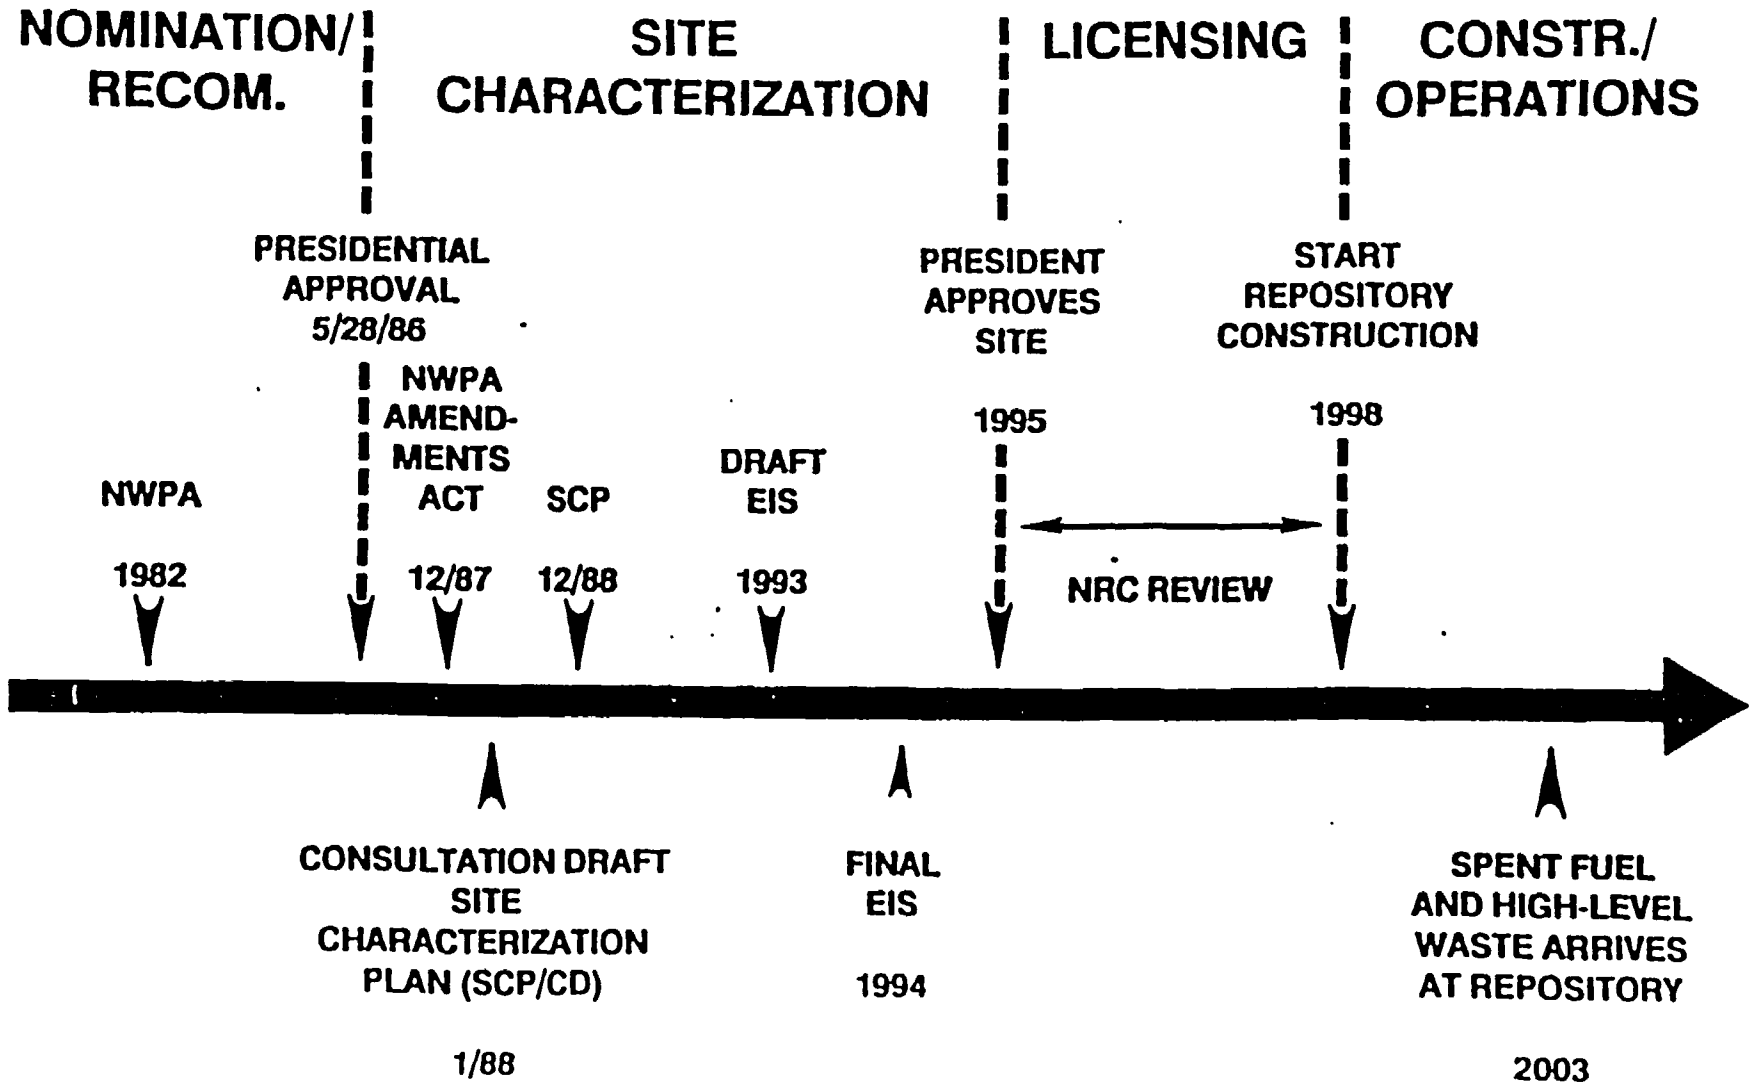 NOMINATION/
RECOM.
SITE
CHARACTERIZATION
LICENSING
CONSTR./
OPERATIONS
PRESIDENTIAL
APPROVAL
5/28/86
PRESIDENT
APPROVES
SITE
1995
START
REPOSITORY
CONSTRUCTION
1998
NWPA
1982
NWPA
AMEND-
MENTS
ACT
12/87
SCP
12/88
DRAFT
EIS
1993
NRC REVIEW
CONSULTATION DRAFT
SITE
CHARACTERIZATION
PLAN (SCP/CD)
1/88
FINAL
EIS
1994
SPENT FUEL
AND HIGH-LEVEL
WASTE ARRIVES
AT REPOSITORY
2003